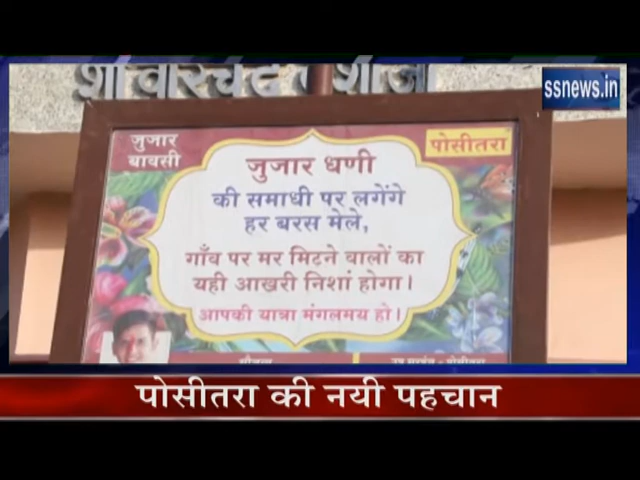 ssnews.in
जुजार
बावसी
पोसीतरा
जुजार धणी
की समाधी पर लगेंगे
हर बरस मेले,
गाँव पर मर मिटने वालों का
यही आखरी निशां होगा।
आपकी यात्रा मंगलमय हो।
पोसीतरा की नयी पहचान